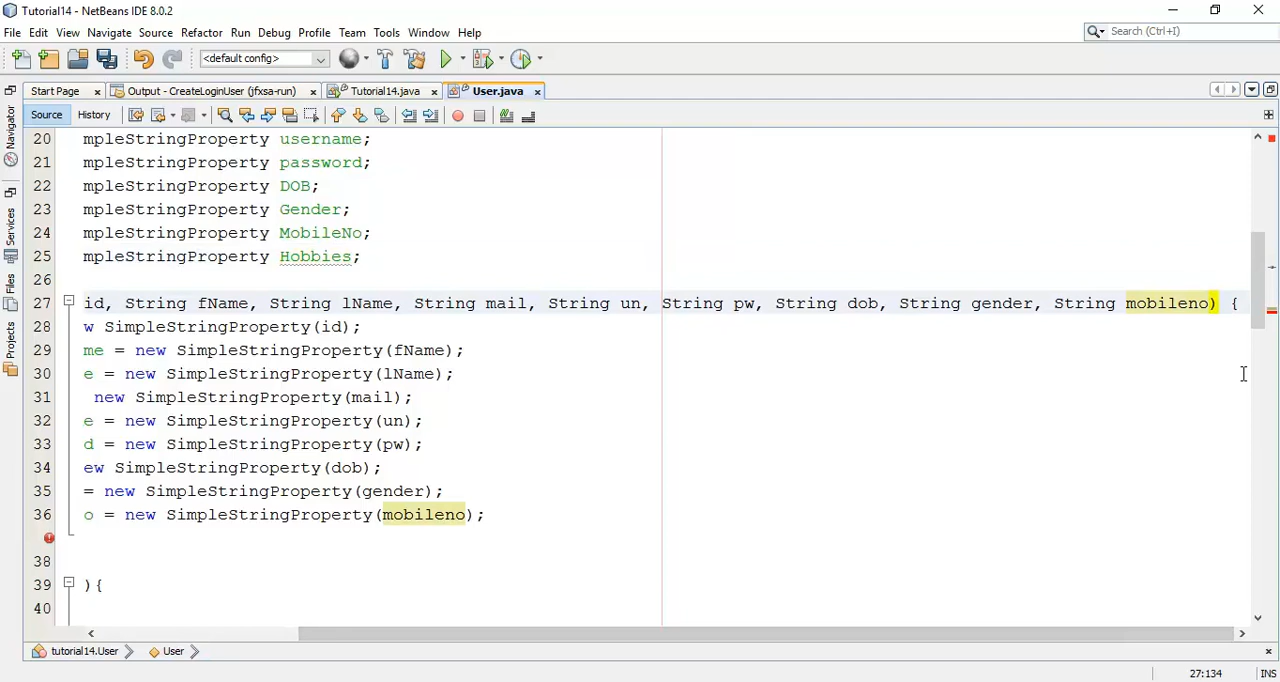 Tutorial14 - NetBeans IDE 8.0.2
File Edit View Navigate Source Refactor Run Debug Profile Team Tools Window Help
Search (Ctrl+I)
<default config>
Start Page Output - CreateLoginUser (jfxsa-run) Tutorial14.java User.java
Source History
Navigator
Services
Files
Projects
20 mpleStringProperty username;
21 mpleStringProperty password;
22 mpleStringProperty DOB;
23 mpleStringProperty Gender;
24 mpleStringProperty MobileNo;
25 mpleStringProperty Hobbies;
26
27 id, String fName, String lName, String mail, String un, String pw, String dob, String gender, String mobileno) {
28 w SimpleStringProperty(id);
29 me = new SimpleStringProperty(fName);
30 e = new SimpleStringProperty(lName);
31 new SimpleStringProperty(mail);
32 e = new SimpleStringProperty(un);
33 d = new SimpleStringProperty(pw);
34 ew SimpleStringProperty(dob);
35 = new SimpleStringProperty(gender);
36 o = new SimpleStringProperty(mobileno);
38
39 ){
40
tutorial14.User User
27:134 INS